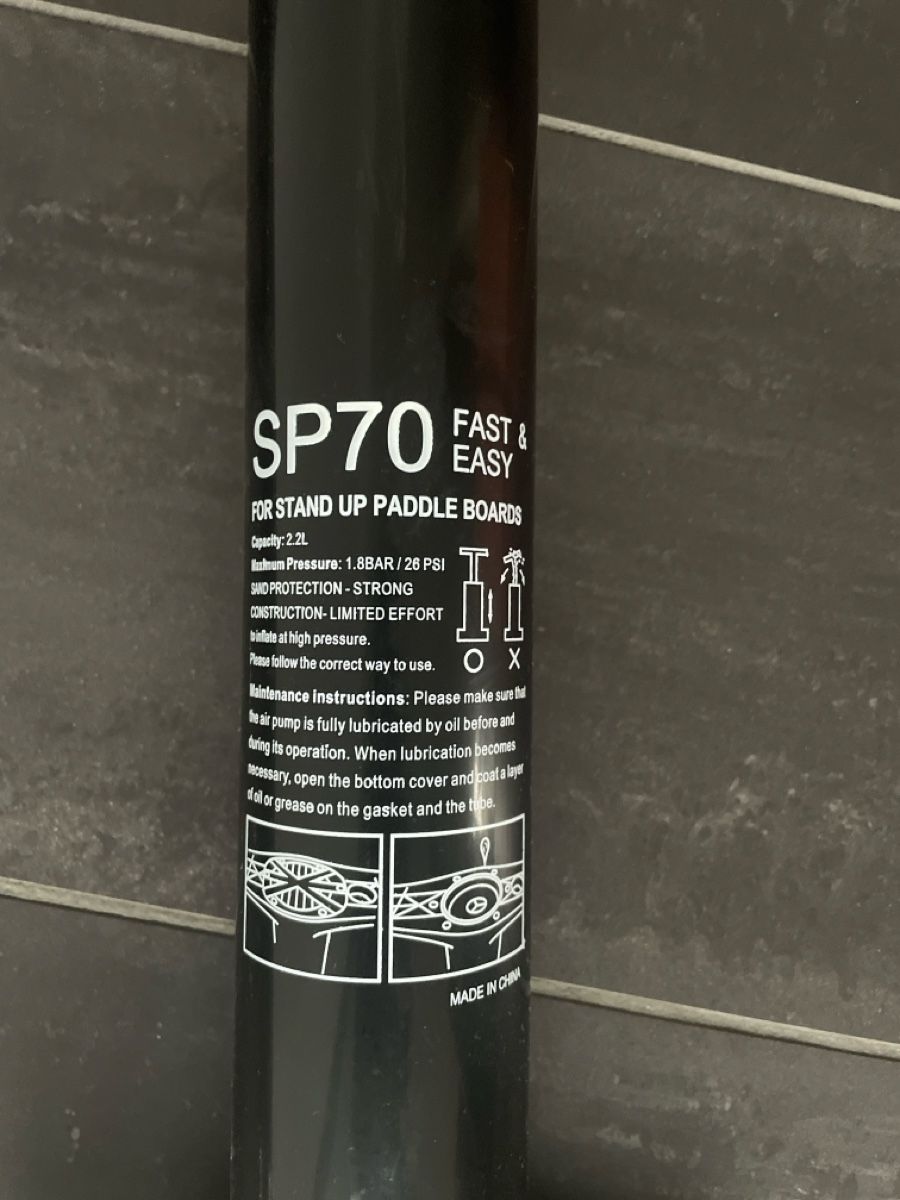 SP70 FAST &
EASY
FOR STAND UP PADDLE BOARDS
Capacity: 2.2L
Maximum Pressure: 1.8BAR / 26 PSI
SAND PROTECTION - STRONG
CONSTRUCTION- LIMITED EFFORT
to inflate at high pressure.
Please follow the correct way to use.
O X
Maintenance Instructions: Please make sure that
the air pump is fully lubricated by oil before and
during its operation. When lubrication becomes
necessary, open the bottom cover and coat a layer
of oil or grease on the gasket and the tube.
MADE IN CHINA